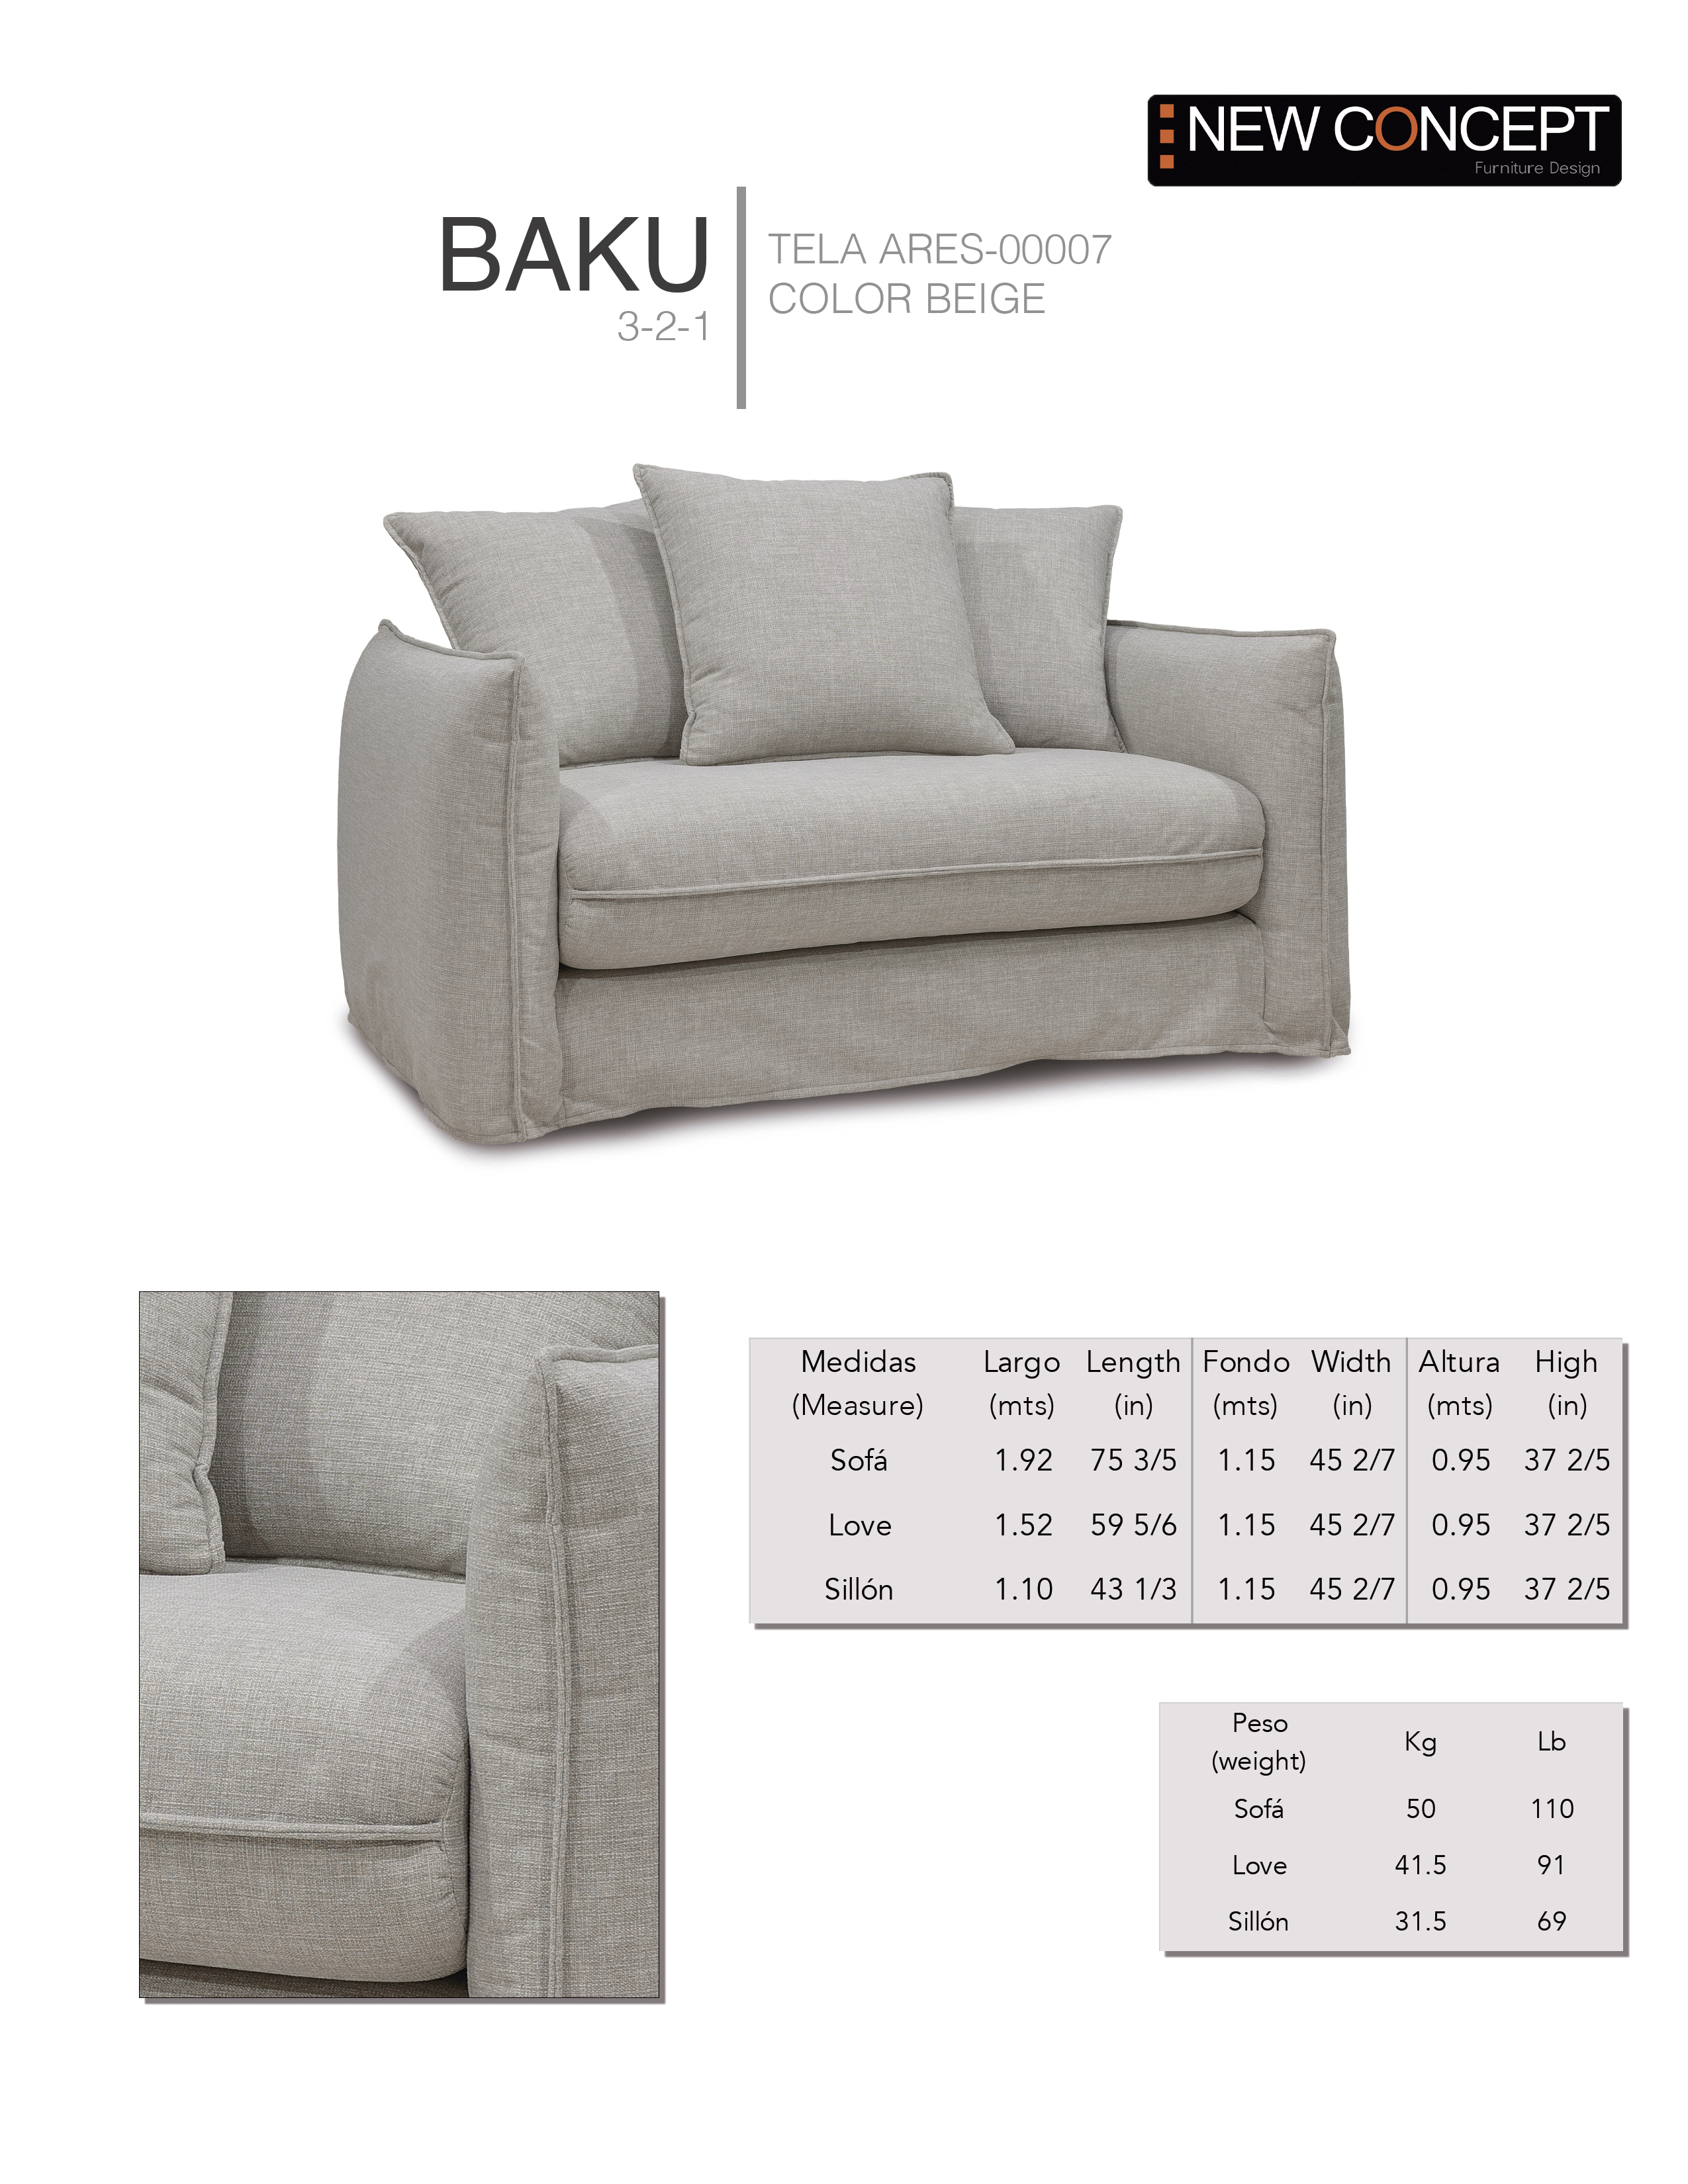 NEW CONCEPT
Furniture Design
BAKU
3-2-1
TELA ARES-00007
COLOR BEIGE
Medidas Largo Length Fondo Width Altura High
(Measure) (mts) (in) (mts) (in) (mts) (in)
Sofá 1.92 75 3/5 1.15 45 2/7 0.95 37 2/5
Love 1.52 59 5/6 1.15 45 2/7 0.95 37 2/5
Sillón 1.10 43 1/3 1.15 45 2/7 0.95 37 2/5
Peso
(weight) Kg Lb
Sofá 50 110
Love 41.5 91
Sillón 31.5 69